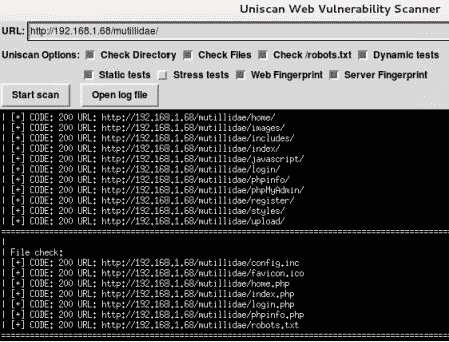 Uniscan Web Vulnerability Scanner
URL: http://192.168.1.68/mutillidae/
Uniscan Options: Check Directory Check Files Check /robots.txt Dynamic tests
Static tests Stress tests Web Fingerprint Server Fingerprint
Start scan Open log file
| [+] CODE: 200 URL: http://192.168.1.68/mutillidae/home/
| [+] CODE: 200 URL: http://192.168.1.68/mutillidae/images/
| [+] CODE: 200 URL: http://192.168.1.68/mutillidae/includes/
| [+] CODE: 200 URL: http://192.168.1.68/mutillidae/index/
| [+] CODE: 200 URL: http://192.168.1.68/mutillidae/javascript/
| [+] CODE: 200 URL: http://192.168.1.68/mutillidae/login/
| [+] CODE: 200 URL: http://192.168.1.68/mutillidae/phpinfo/
| [+] CODE: 200 URL: http://192.168.1.68/mutillidae/phpMyAdmin/
| [+] CODE: 200 URL: http://192.168.1.68/mutillidae/register/
| [+] CODE: 200 URL: http://192.168.1.68/mutillidae/styles/
| [+] CODE: 200 URL: http://192.168.1.68/mutillidae/upload/
|
| File check:
| [+] CODE: 200 URL: http://192.168.1.68/mutillidae/config.inc
| [+] CODE: 200 URL: http://192.168.1.68/mutillidae/favicon.ico
| [+] CODE: 200 URL: http://192.168.1.68/mutillidae/home.php
| [+] CODE: 200 URL: http://192.168.1.68/mutillidae/index.php
| [+] CODE: 200 URL: http://192.168.1.68/mutillidae/login.php
| [+] CODE: 200 URL: http://192.168.1.68/mutillidae/phpinfo.php
| [+] CODE: 200 URL: http://192.168.1.68/mutillidae/robots.txt